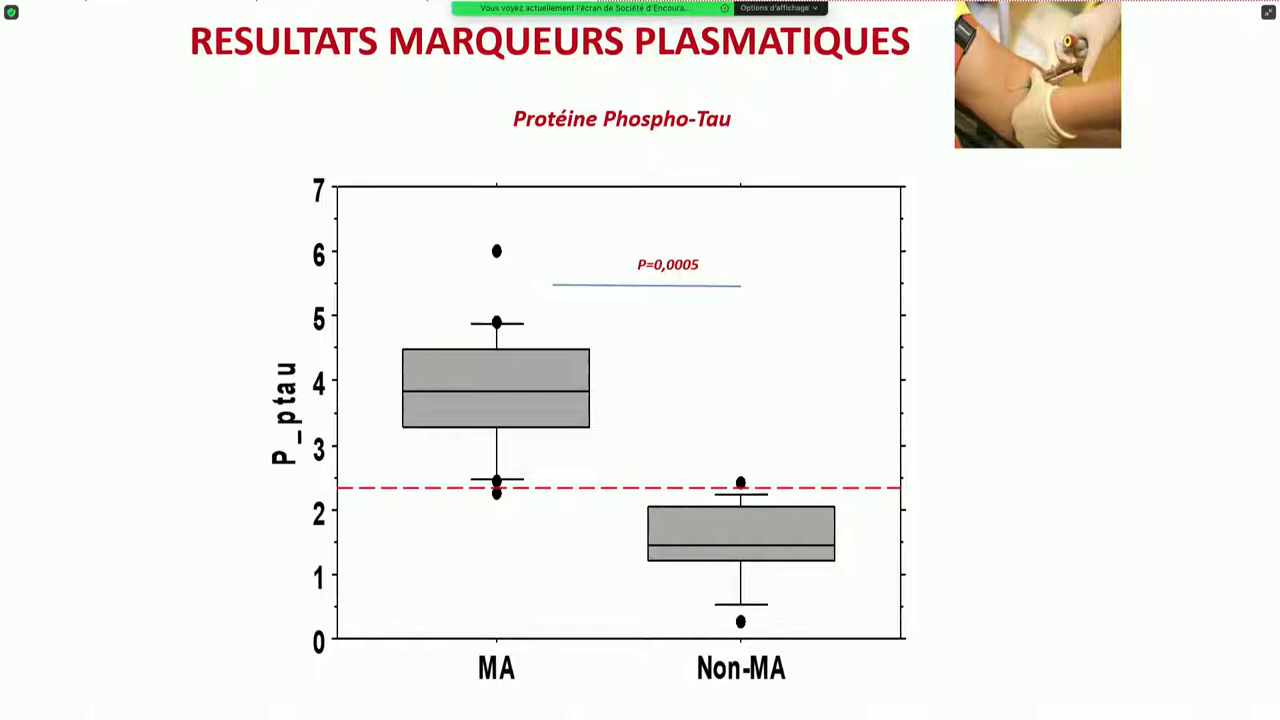 Vous voyez actuellement l'écran de Société d'Encoura...
Options d'affichage
RESULTATS MARQUEURS PLASMATIQUES
Protéine Phospho-Tau
7
6
5
4
3
2
1
0
P_ptau
P=0,0005
MA
Non-MA